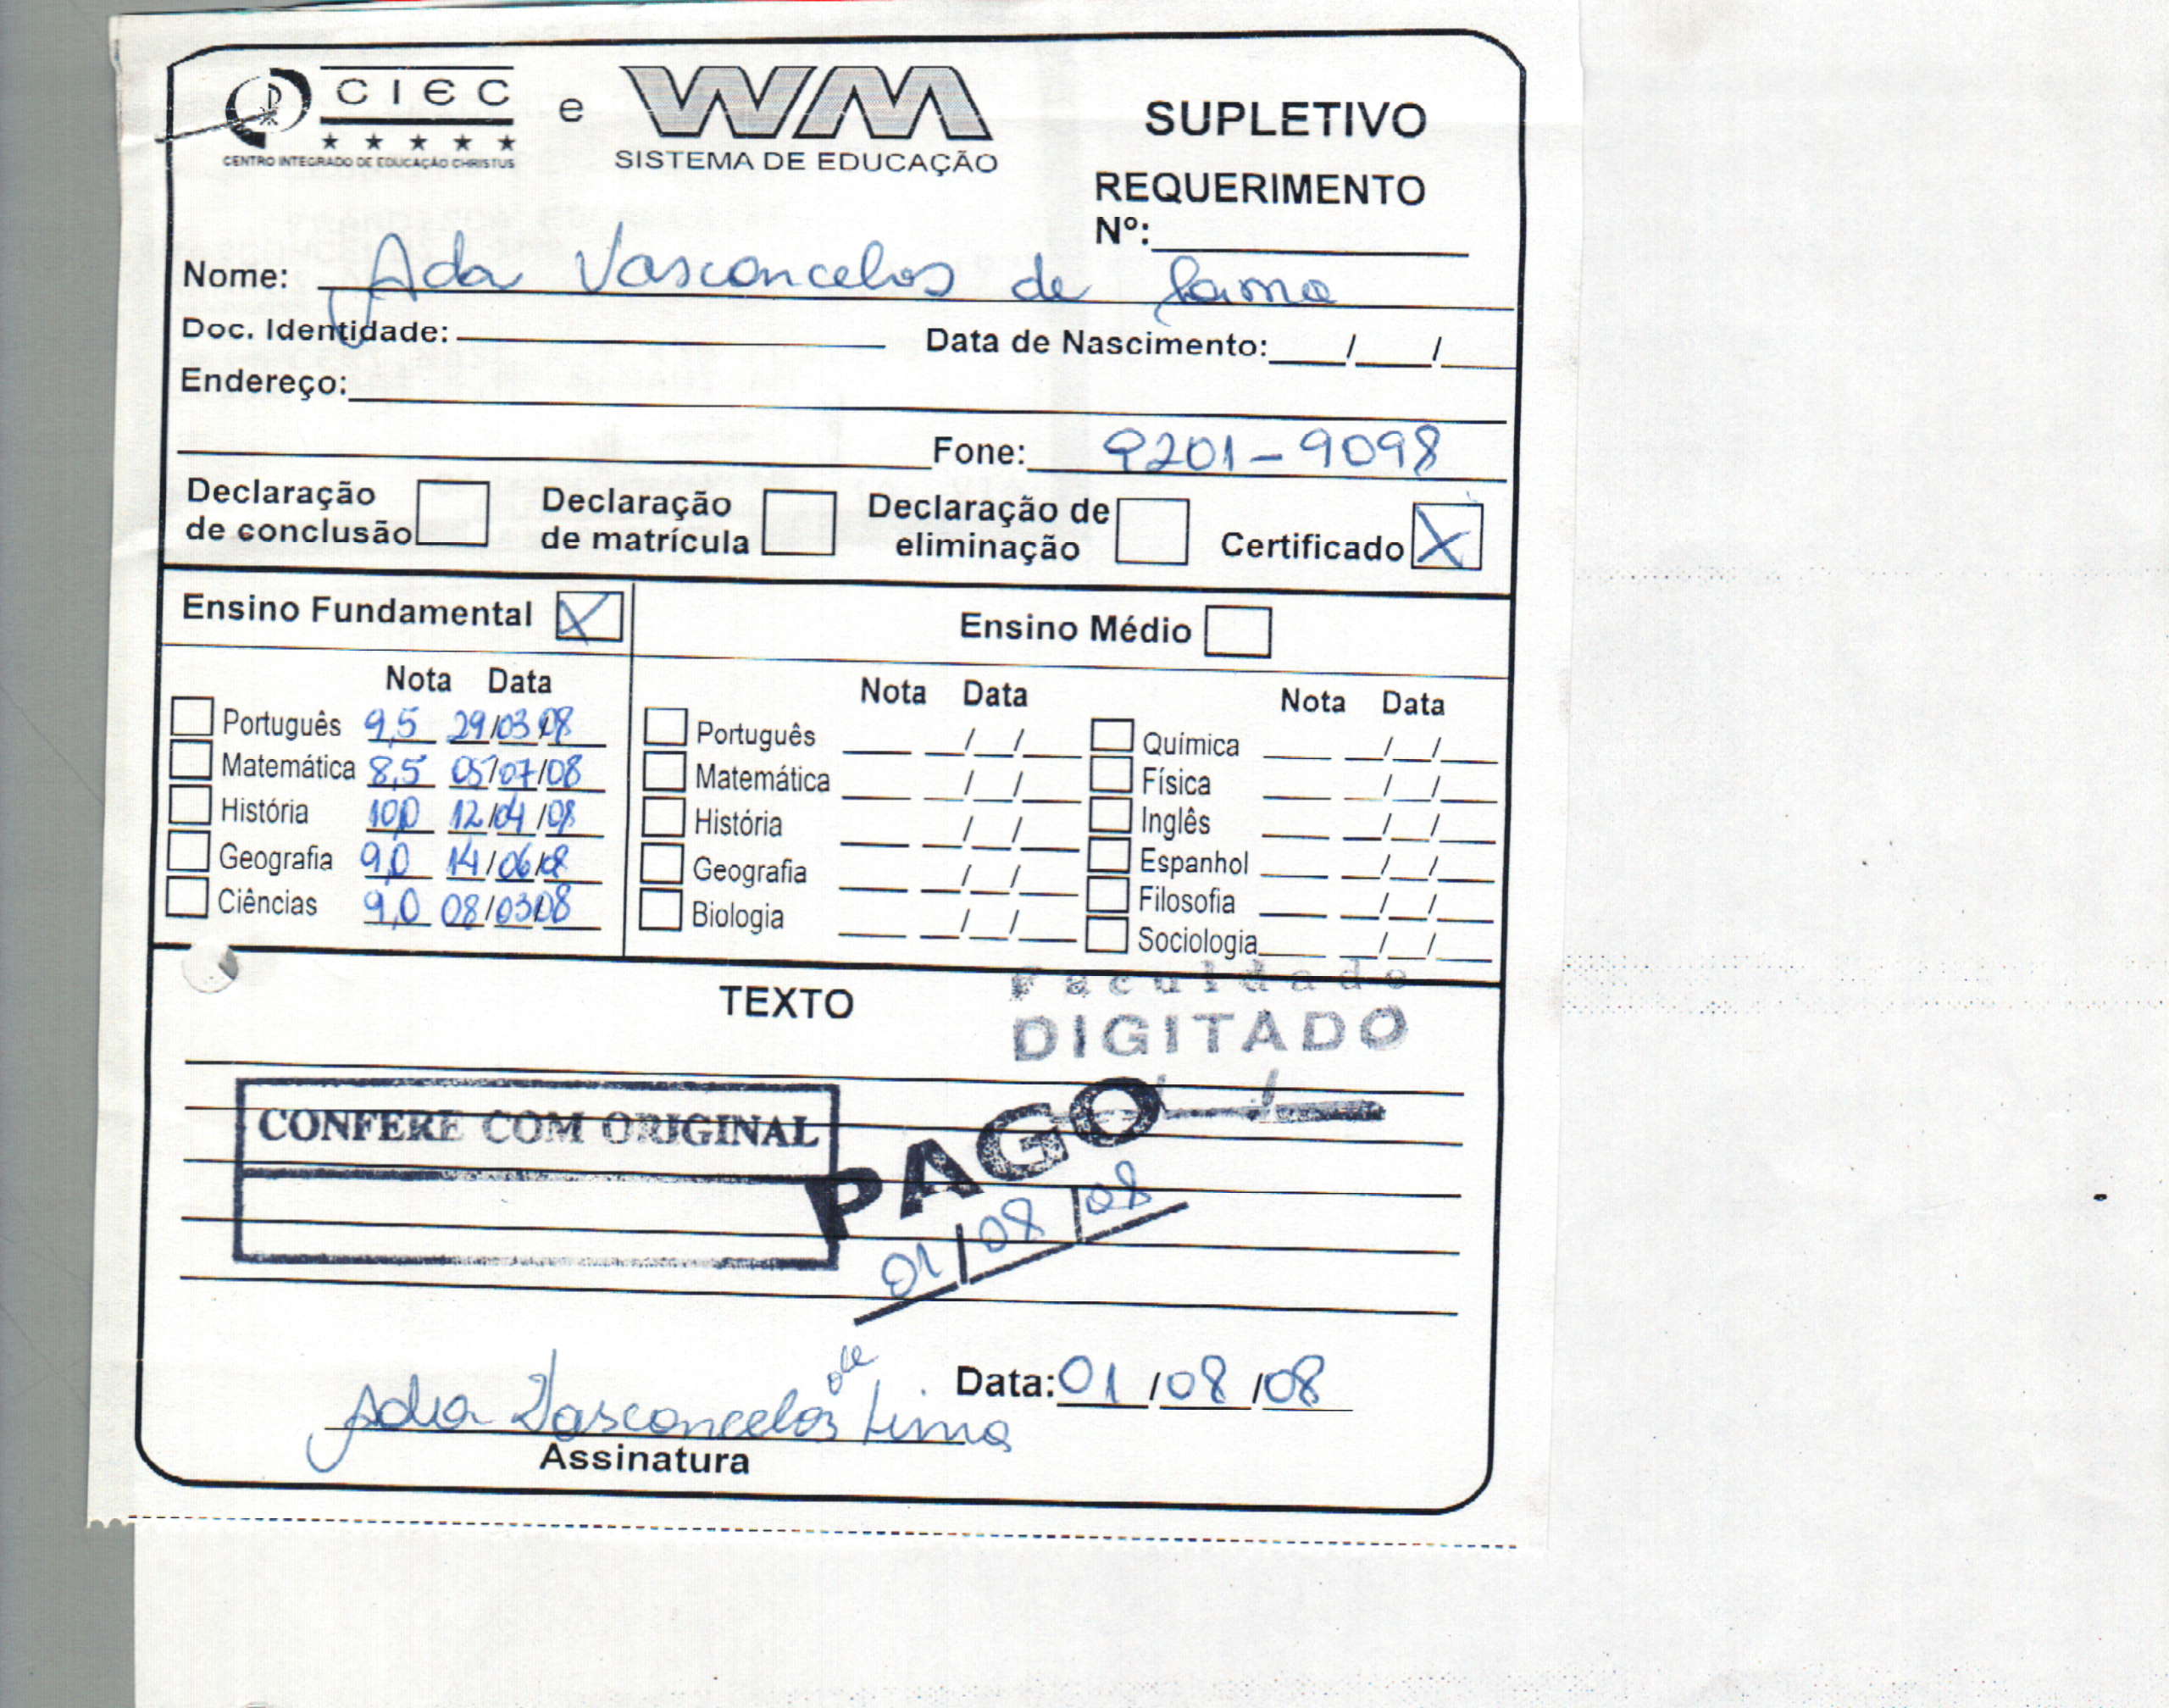 CIEC e WM SUPLETIVO
★ ★ ★ ★ ★
CENTRO INTEGRADO DE EDUCAÇÃO CHRISTUS SISTEMA DE EDUCAÇÃO
REQUERIMENTO
Nº:
Nome: Ada Vasconcelos de
Doc. Identidade: Data de Nascimento: / /
Endereço:
Fone: 9201-9098
Declaração de conclusão Declaração de matrícula Declaração de eliminação Certificado X
Ensino Fundamental X Ensino Médio
Nota Data Nota Data Nota Data
Português 9,5 29/03/08 Português / / Química / /
Matemática 8,5 05/07/08 Matemática / / Física / /
História 10,0 12/04/08 História / / Inglês / /
Geografia 9,0 14/06/08 Geografia / / Espanhol / /
Ciências 9,0 08/03/08 Biologia / / Filosofia / /
Sociologia / /
Faculdade
TEXTO DIGITADO
CONFERE COM ORIGINAL
PAGO
01/08/08
Data: 01/08/08
Vasconcelos de Lima
Assinatura